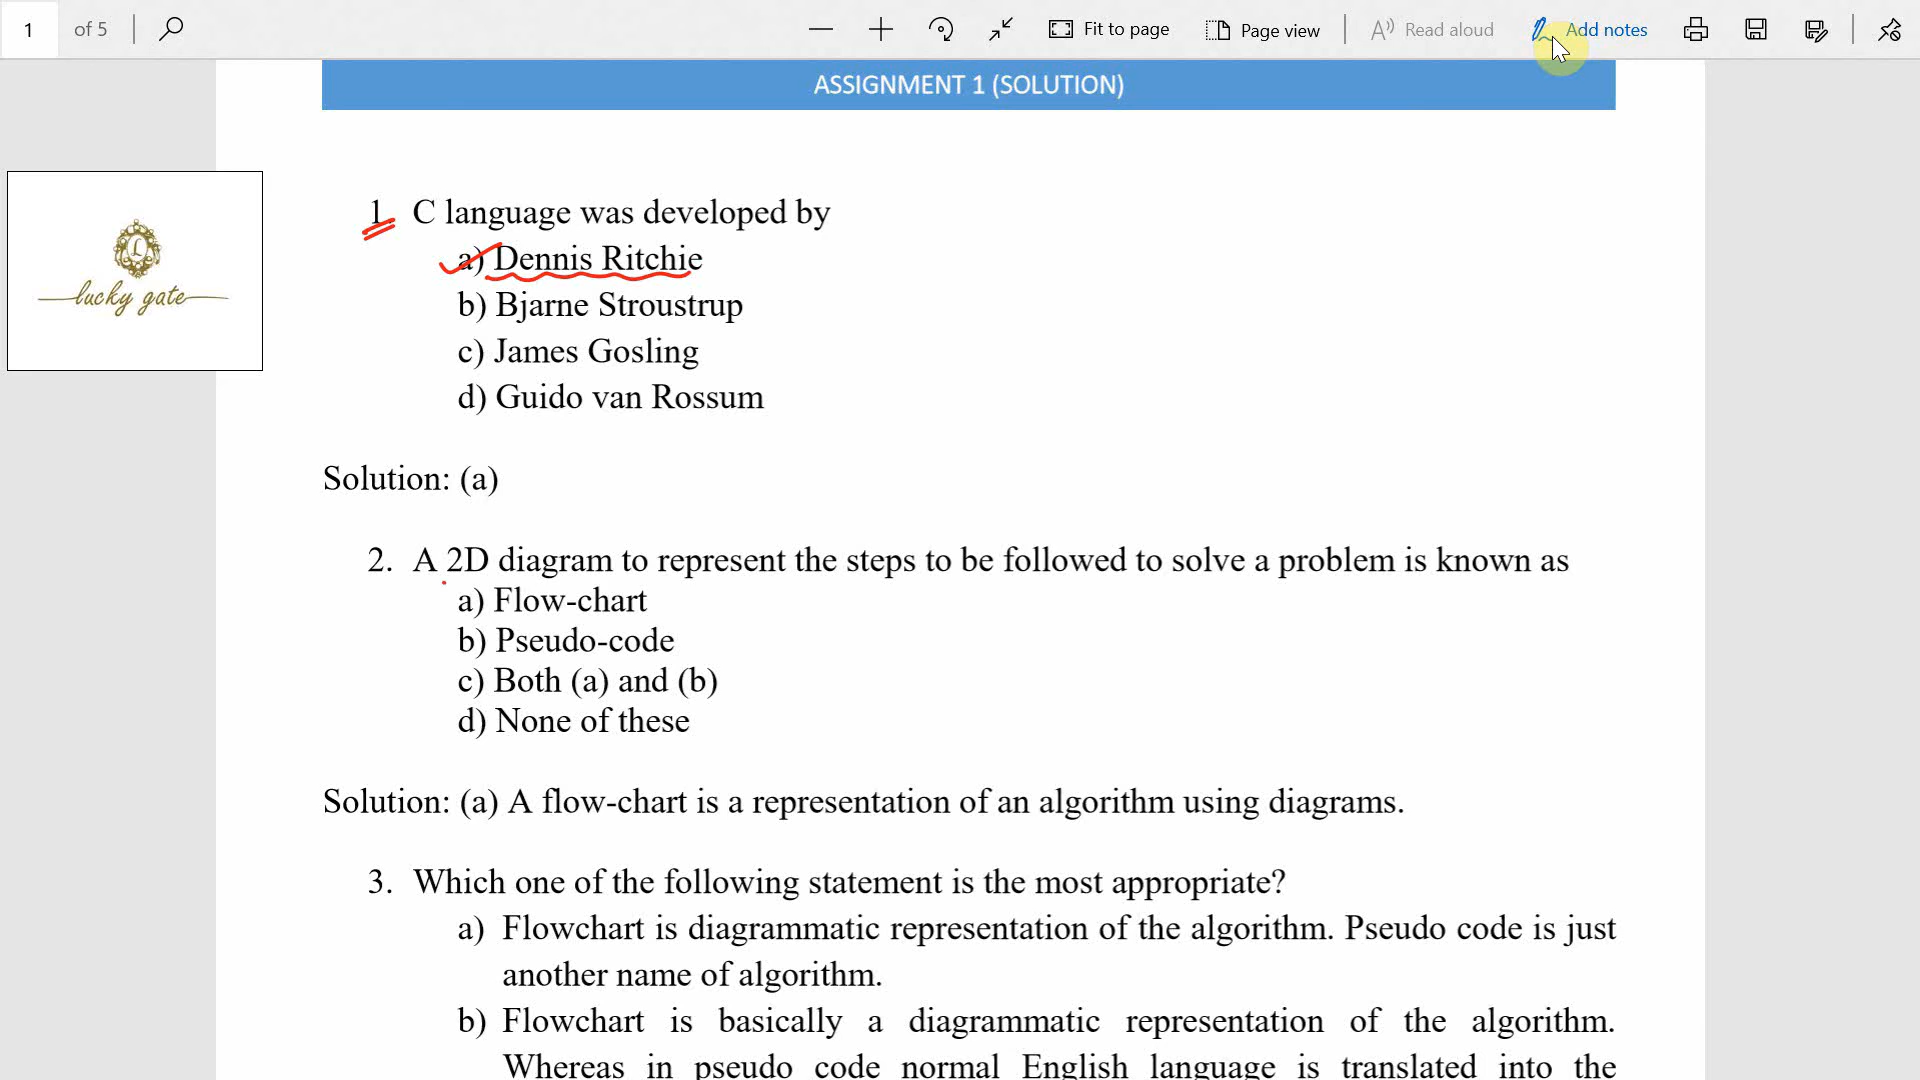 1 of 5 Fit to page Page view Read aloud Add notes
ASSIGNMENT 1 (SOLUTION)
L
lucky gate
1. C language was developed by
a) Dennis Ritchie
b) Bjarne Stroustrup
c) James Gosling
d) Guido van Rossum
Solution: (a)
2. A 2D diagram to represent the steps to be followed to solve a problem is known as
a) Flow-chart
b) Pseudo-code
c) Both (a) and (b)
d) None of these
Solution: (a) A flow-chart is a representation of an algorithm using diagrams.
3. Which one of the following statement is the most appropriate?
a) Flowchart is diagrammatic representation of the algorithm. Pseudo code is just
another name of algorithm.
b) Flowchart is basically a diagrammatic representation of the algorithm.
Whereas in pseudo code normal English language is translated into the